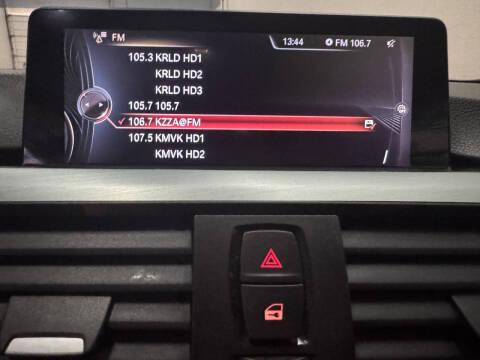 FM 13:44 FM 106.7
105.3 KRLD HD1
KRLD HD2
KRLD HD3
105.7 105.7
106.7 KZZA@FM
107.5 KMVK HD1
KMVK HD2